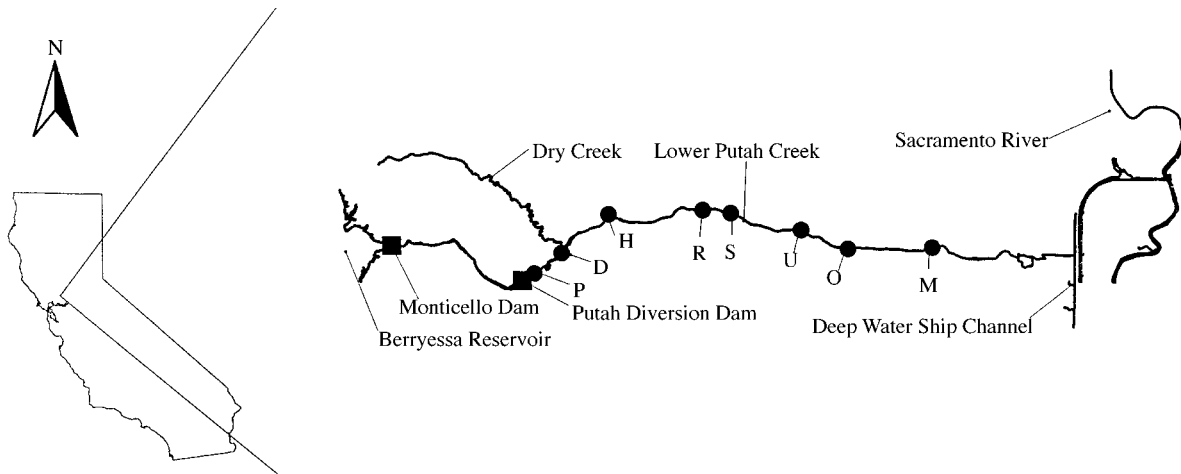 N
Sacramento River
Dry Creek
Lower Putah Creek
H
R
S
U
O
M
D
P
Monticello Dam
Putah Diversion Dam
Berryessa Reservoir
Deep Water Ship Channel